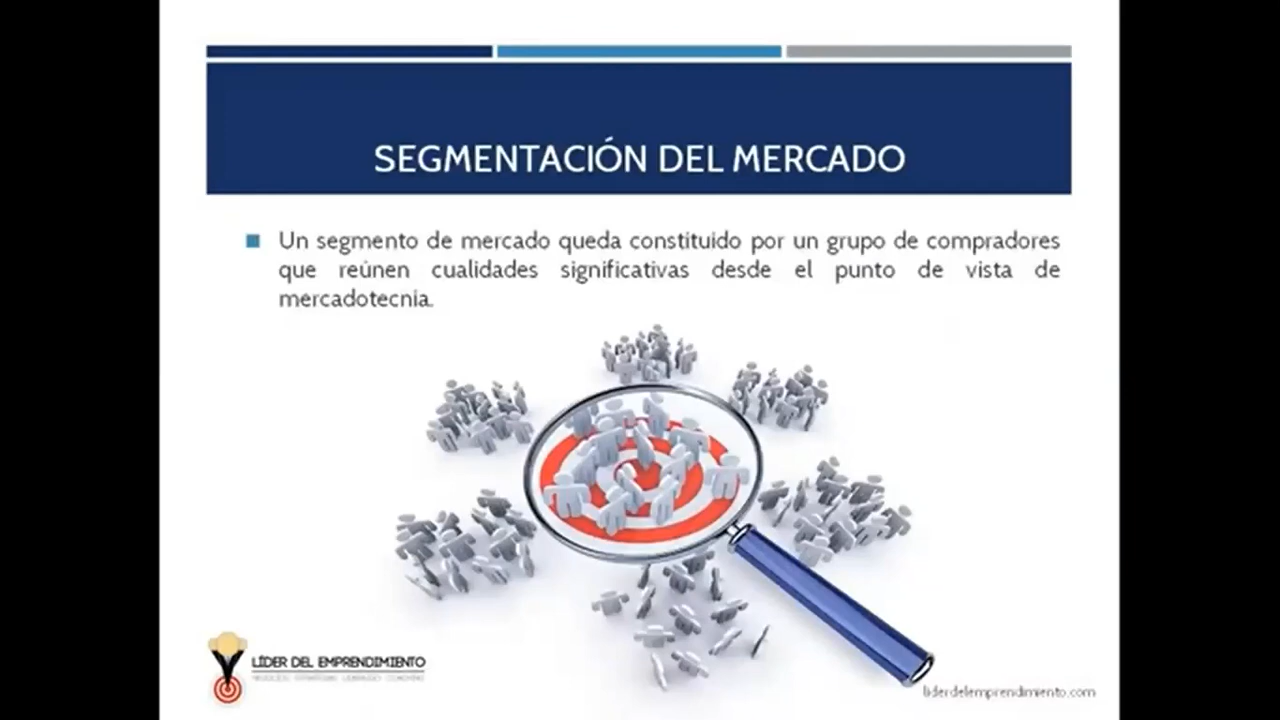 SEGMENTACIÓN DEL MERCADO
Un segmento de mercado queda constituido por un grupo de compradores
que reúnen cualidades significativas desde el punto de vista de
mercadotecnia.
LÍDER DEL EMPRENDIMIENTO
liderdelemprendimiento.com